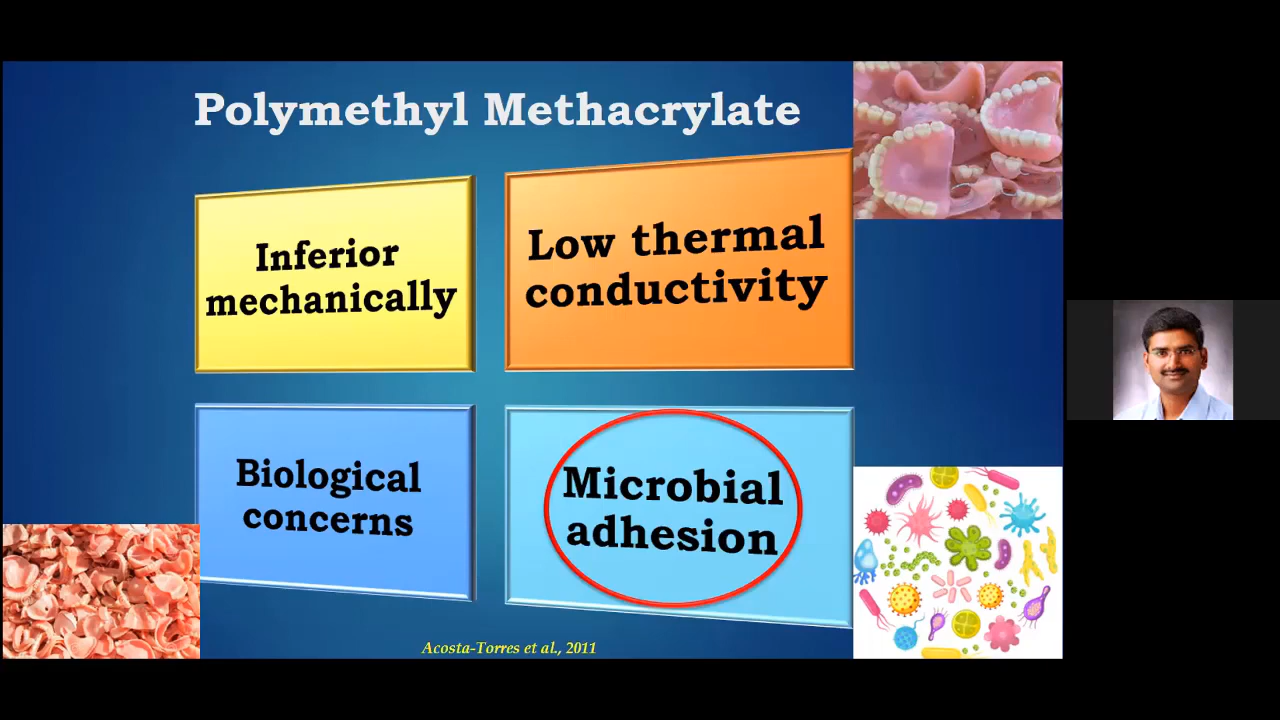 Polymethyl Methacrylate
Inferior
mechanically
Low thermal
conductivity
Biological
concerns
Microbial
adhesion
Acosta-Torres et al., 2011